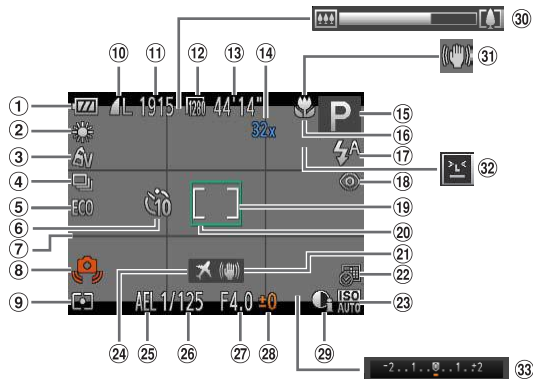 ㉚
㉛
⑩ ⑪ ⑫ ⑬ ⑭
① L 1915 1280 44'14" P ⑮
32x ⑯
② ⚡A ⑰
③ AV ㉜
④ ⑱
⑤ ECO 10 ⑲
⑥ ⑳
⑦ ㉑
⑧ ㉒
⑨ AEL 1/125 F4.0 ±0 i ISO AUTO ㉓
㉔ ㉕ ㉖ ㉗ ㉘ ㉙
-2..1..0..1.:±2 ㉝